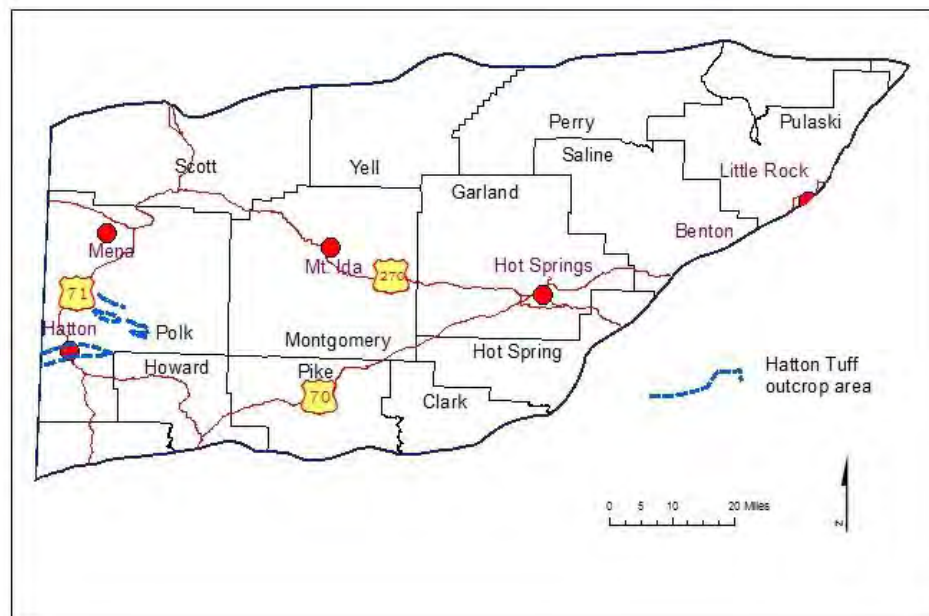 Pulaski
Perry
Scott
Yell
Saline
Little Rock
Garland
Benton
Mena
Mt. Ida
270
Hot Springs
71
Hatton
Polk
Montgomery
Hot Spring
Howard
Pike
70
Clark
Hatton Tuff
outcrop area
0 5 10 20 Miles
N